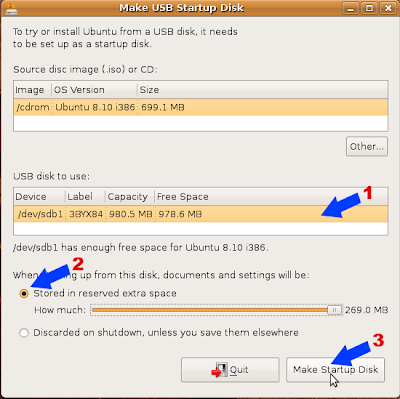 Make USB Startup Disk
To try or install Ubuntu from a USB disk, it needs
to be set up as a startup disk.
Source disc image (.iso) or CD:
Image OS Version Size
/cdrom Ubuntu 8.10 i386 699.1 MB
Other...
USB disk to use:
1
Device Label Capacity Free Space
/dev/sdb1 3BYX84 980.5 MB 978.6 MB
/dev/sdb1 has enough free space for Ubuntu 8.10 i386.
2
up from this disk, documents and settings will be:
Stored in reserved extra space
How much: 269.0 MB
Discarded on shutdown, unless you save them elsewhere
3
Quit Make Startup Disk